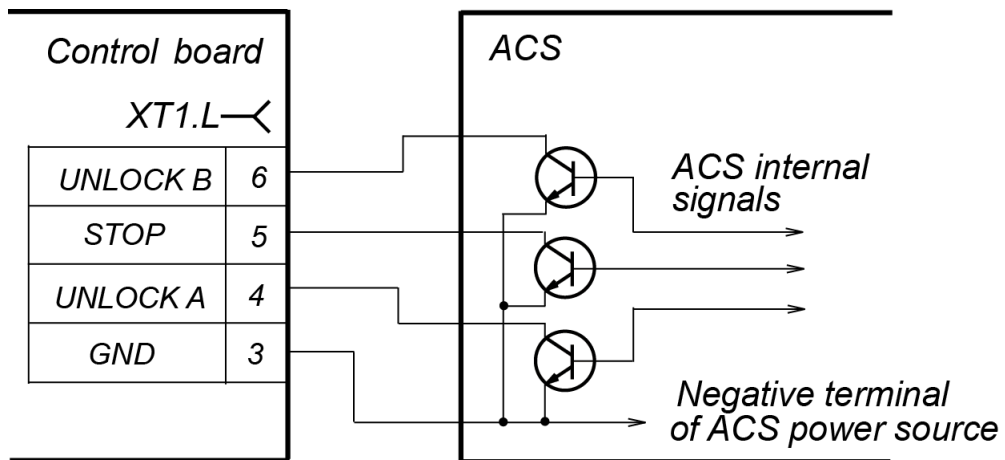 Control board
XT1.L
UNLOCK B 6
STOP 5
UNLOCK A 4
GND 3
ACS
ACS internal
signals
Negative terminal
of ACS power source